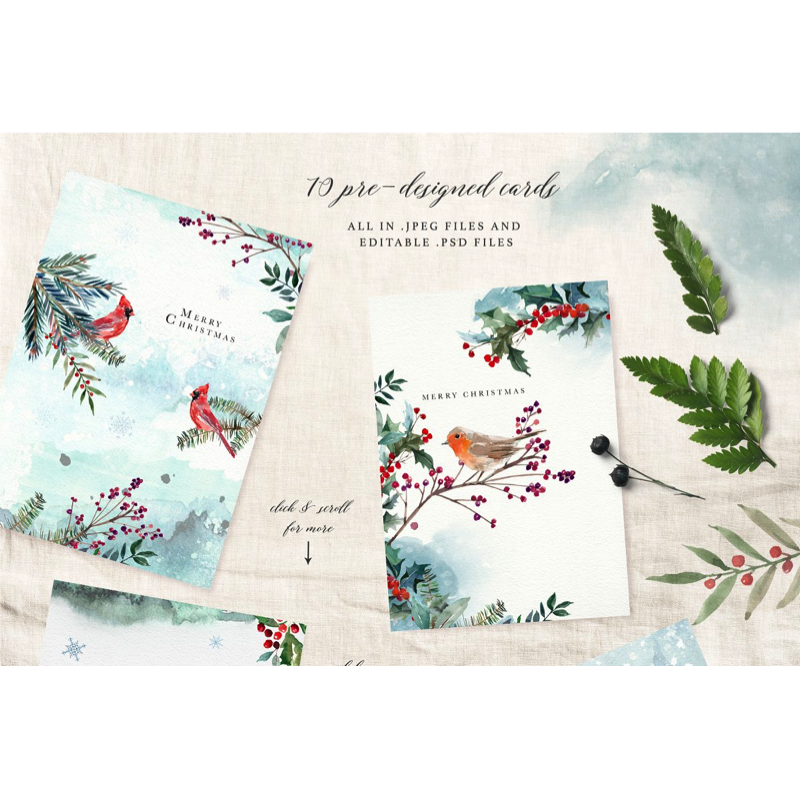 10 pre-designed cards
ALL IN .JPEG FILES AND
EDITABLE .PSD FILES
MERRY
CHRISTMAS
MERRY CHRISTMAS
click & scroll
for more